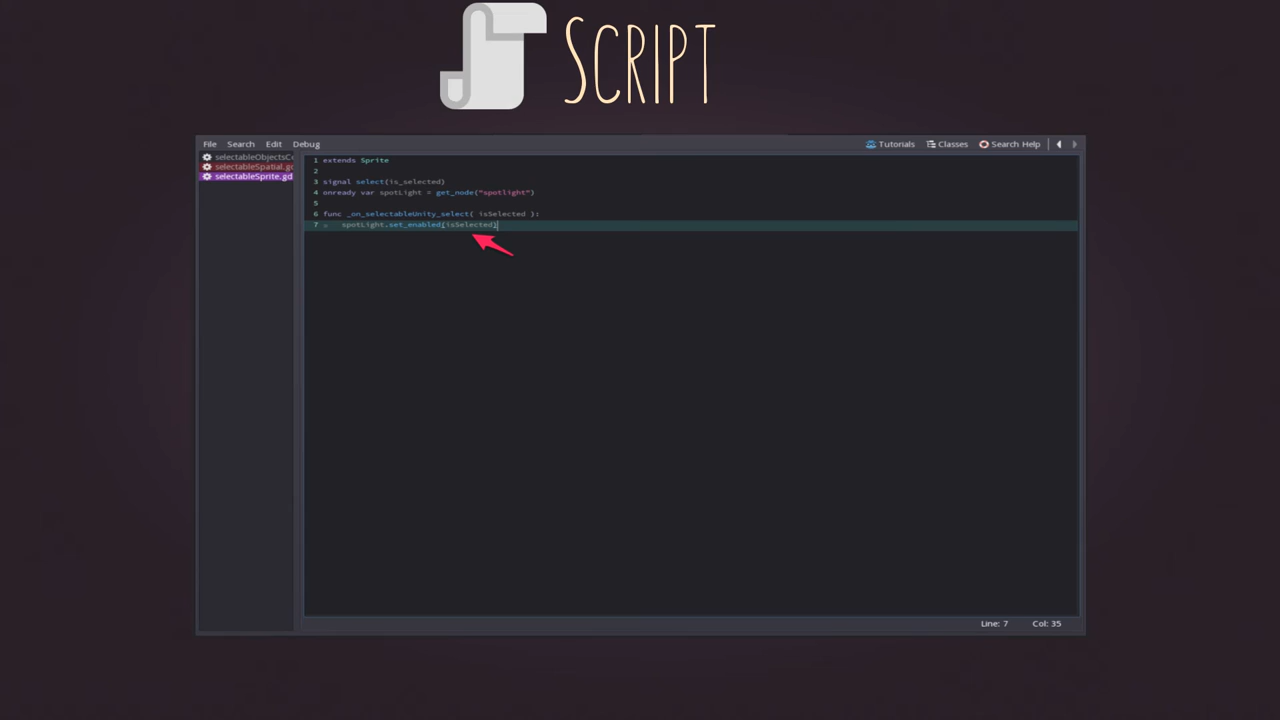 SCRIPT
File Search Edit Debug Tutorials Classes Search Help
selectableObjectsCo
selectableSpatial.gd
selectableSprite.gd
1 extends Sprite
2
3 signal select(is_selected)
4 onready var spotLight = get_node("spotlight")
5
6 func _on_selectableUnity_select( isSelected ):
7 » spotLight.set_enabled(isSelected)
Line: 7 Col: 35